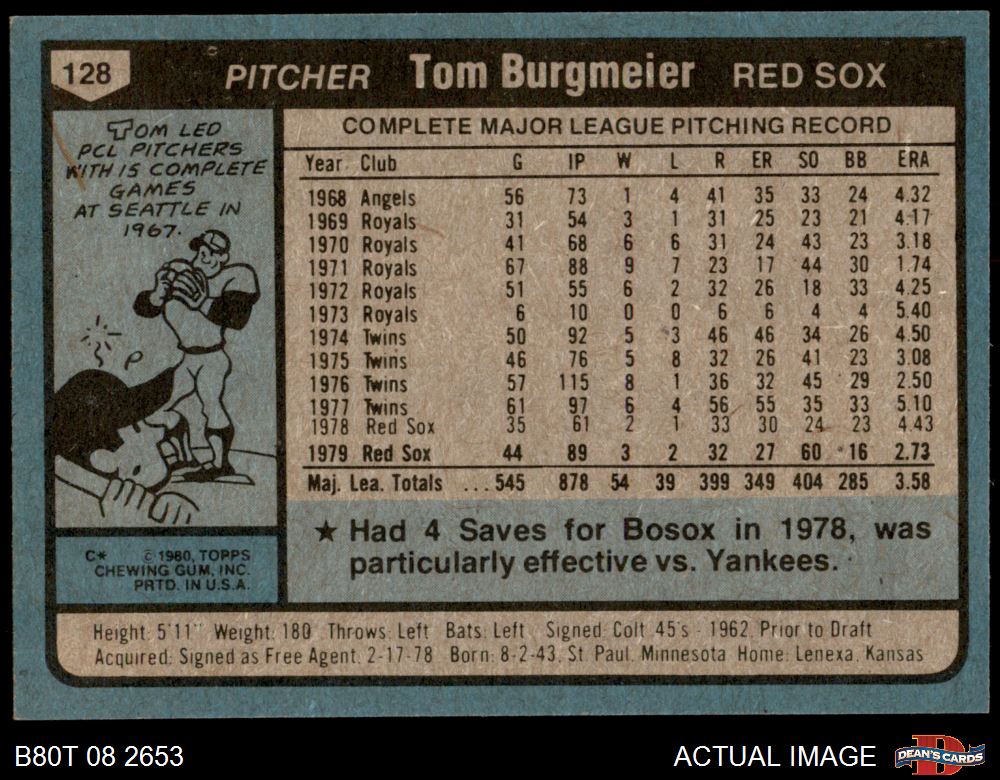 128 PITCHER Tom Burgmeier RED SOX
TOM LED
PCL PITCHERS
WITH 15 COMPLETE
GAMES
AT SEATTLE IN
1967.
COMPLETE MAJOR LEAGUE PITCHING RECORD
Year Club G IP W L R ER SO BB ERA
1968 Angels 56 73 1 4 41 35 33 24 4.32
1969 Royals 31 54 3 1 31 25 23 21 4.17
1970 Royals 41 68 6 6 31 24 43 23 3.18
1971 Royals 67 88 9 7 23 17 44 30 1.74
1972 Royals 51 55 6 2 32 26 18 33 4.25
1973 Royals 6 10 0 0 6 6 4 4 5.40
1974 Twins 50 92 5 3 46 46 34 26 4.50
1975 Twins 46 76 5 8 32 26 41 23 3.08
1976 Twins 57 115 8 1 36 32 45 29 2.50
1977 Twins 61 97 6 4 56 55 35 33 5.10
1978 Red Sox 35 61 2 1 33 30 24 23 4.43
1979 Red Sox 44 89 3 2 32 27 60 16 2.73
Maj. Lea. Totals ...545 878 54 39 399 349 404 285 3.58
★ Had 4 Saves for Bosox in 1978, was
particularly effective vs. Yankees.
C* © 1980, TOPPS
CHEWING GUM, INC.
PRTD. IN U.S.A.
Height: 5'11" Weight: 180 Throws: Left Bats: Left Signed: Colt 45's - 1962, Prior to Draft
Acquired: Signed as Free Agent, 2-17-78 Born: 8-2-43, St. Paul, Minnesota Home: Lenexa, Kansas
B80T 08 2653 ACTUAL IMAGE DEAN'S CARDS